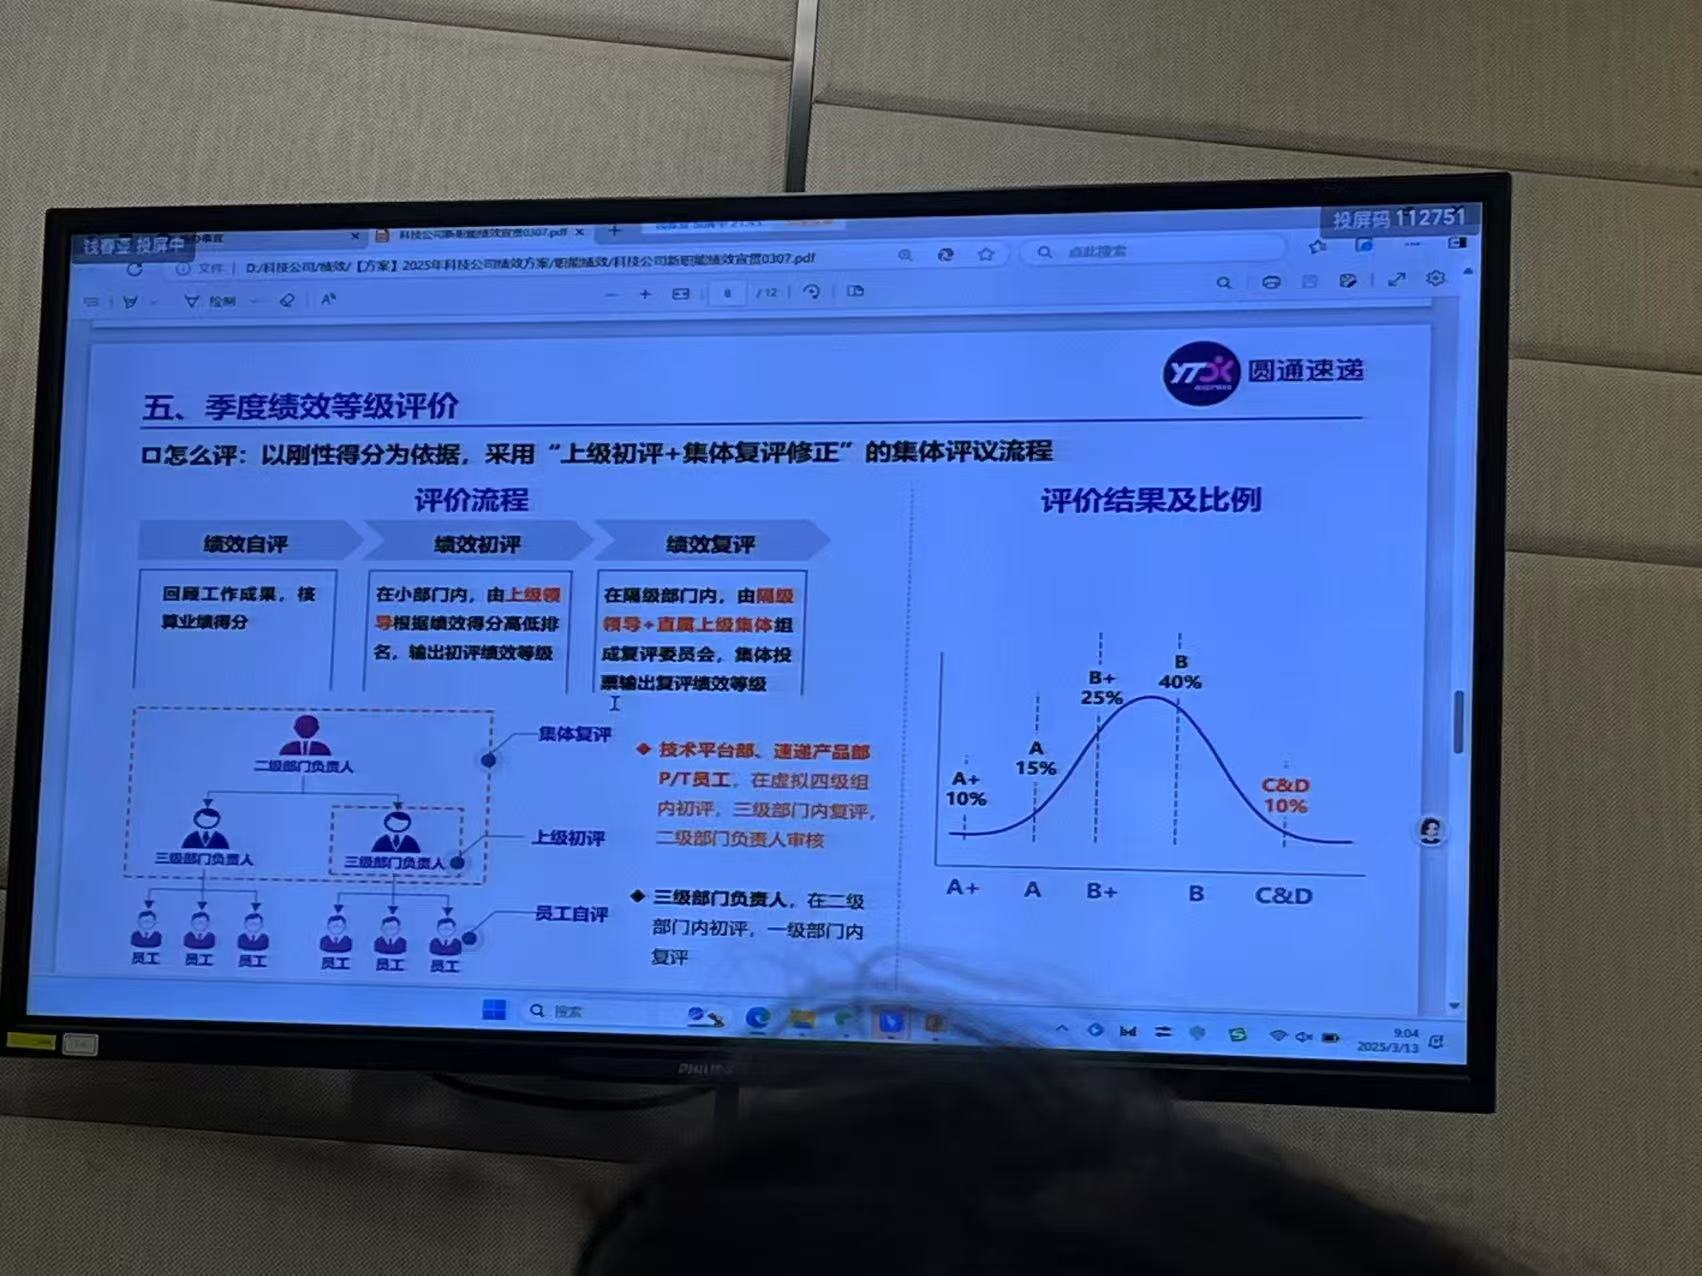 钱春亚 投屏中
科技公司新职能绩效宣贯0307.pdf
投屏码 112751
文件
D:/科技公司/绩效/【方案】2025年科技公司绩效方案/职能绩效/科技公司新职能绩效宣贯0307.pdf
点此搜索
绘制
8 /12
YTO express 圆通速递
五、季度绩效等级评价
口怎么评：以刚性得分为依据，采用“上级初评+集体复评修正”的集体评议流程
评价流程
绩效自评
绩效初评
绩效复评
回顾工作成果，核
算业绩得分
在小部门内，由上级领
导根据绩效得分高低排
名，输出初评绩效等级
在隔级部门内，由隔级
领导+直属上级集体组
成复评委员会，集体投
票输出复评绩效等级
二级部门负责人
三级部门负责人
三级部门负责人
员工
员工
员工
员工
员工
员工
集体复评
上级初评
员工自评
技术平台部、速递产品部
P/T员工，在虚拟四级组
内初评，三级部门内复评，
二级部门负责人审核
三级部门负责人，在二级
部门内初评，一级部门内
复评
评价结果及比例
A+
10%
A
15%
B+
25%
B
40%
C&D
10%
A+
A
B+
B
C&D
搜索
9:04
2025/3/13
PHILIPS